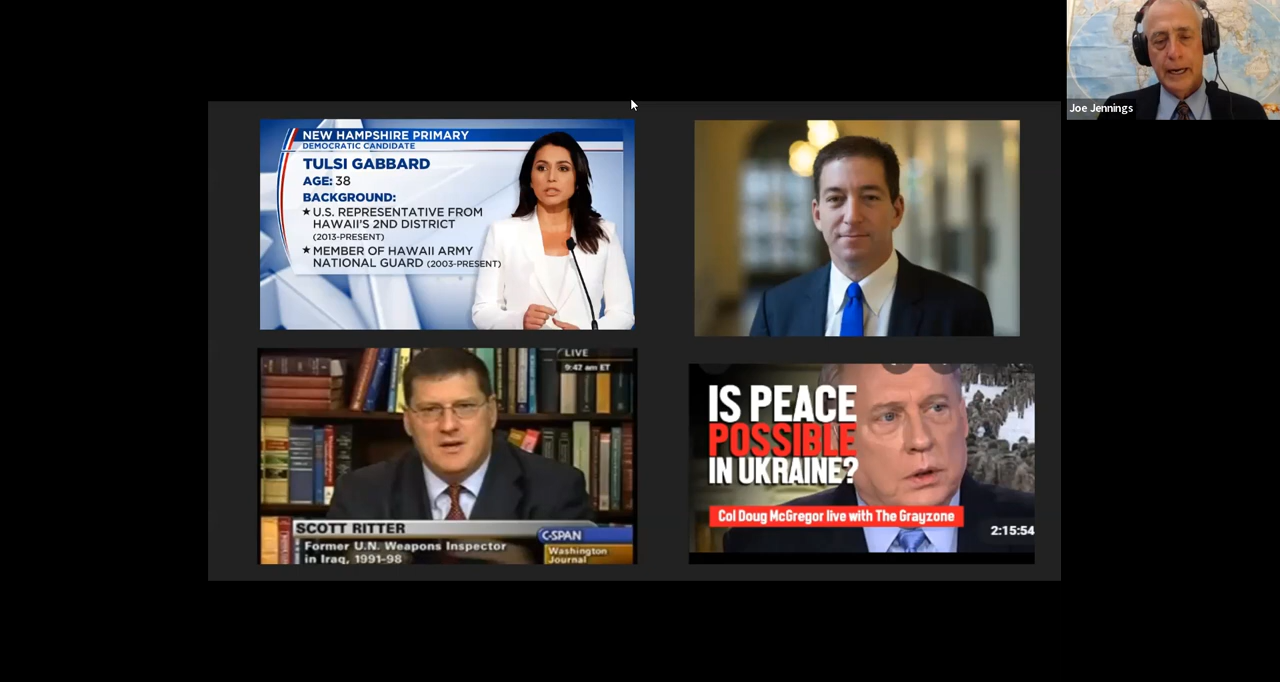 Joe Jennings
NEW HAMPSHIRE PRIMARY
DEMOCRATIC CANDIDATE
TULSI GABBARD
AGE: 38
BACKGROUND:
★ U.S. REPRESENTATIVE FROM
HAWAII'S 2ND DISTRICT
(2013-PRESENT)
★ MEMBER OF HAWAII ARMY
NATIONAL GUARD (2003-PRESENT)
LIVE
9:42 am ET
SCOTT RITTER
Former U.N. Weapons Inspector
in Iraq, 1991-98
C-SPAN
Washington
Journal
IS PEACE
POSSIBLE
IN UKRAINE?
Col Doug McGregor live with The Grayzone
2:15:54